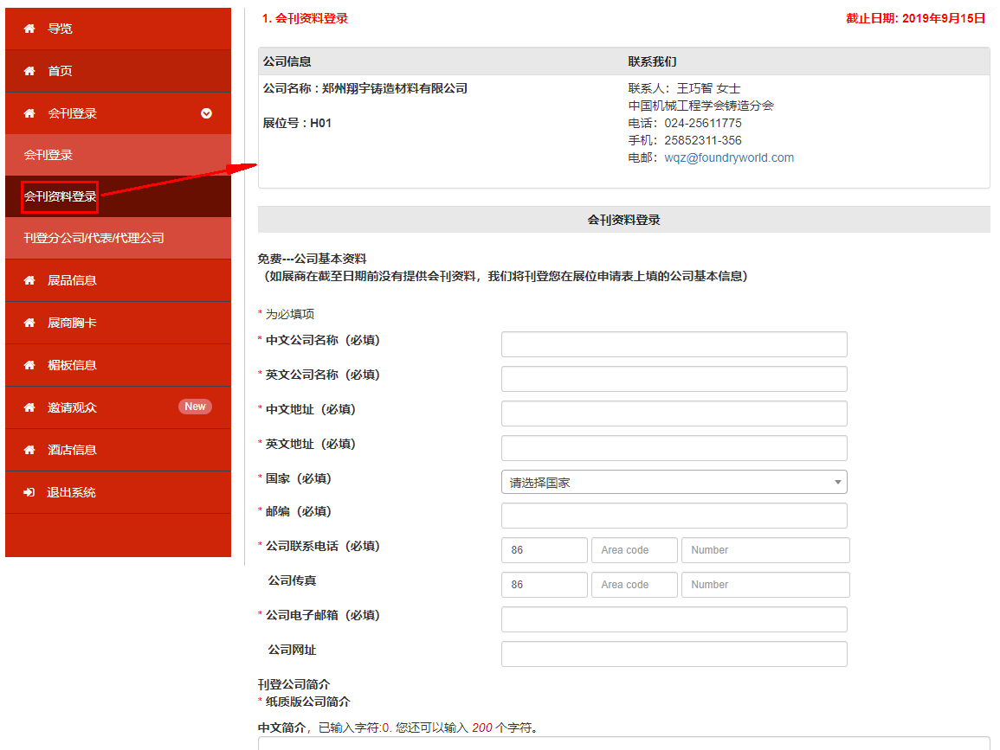 导览
首页
会刊登录
会刊登录
会刊资料登录
刊登分公司/代表/代理公司
展品信息
展商胸卡
楣板信息
邀请观众 New
酒店信息
退出系统
1. 会刊资料登录 截止日期: 2019年9月15日
公司信息 联系我们
公司名称 : 郑州翔宇铸造材料有限公司
展位号 : H01
联系人：王巧智 女士
中国机械工程学会铸造分会
电话：024-25611775
手机：25852311-356
电邮：wqz@foundryworld.com
会刊资料登录
免费---公司基本资料
（如展商在截至日期前没有提供会刊资料，我们将刊登您在展位申请表上填的公司基本信息）
* 为必填项
* 中文公司名称（必填）
* 英文公司名称（必填）
* 中文地址（必填）
* 英文地址（必填）
* 国家（必填） 请选择国家
* 邮编（必填）
* 公司联系电话（必填） 86 Area code Number
公司传真 86 Area code Number
* 公司电子邮箱（必填）
公司网址
刊登公司简介
* 纸质版公司简介
中文简介，已输入字符:0. 您还可以输入 200 个字符。